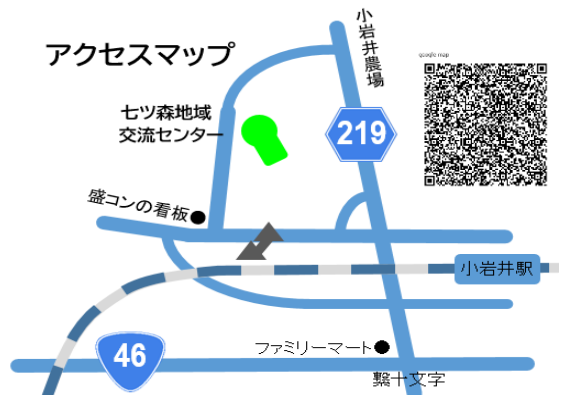 アクセスマップ
小岩井農場
google map
七ツ森地域
交流センター
219
盛コンの看板
小岩井駅
ファミリーマート
46
繋十文字